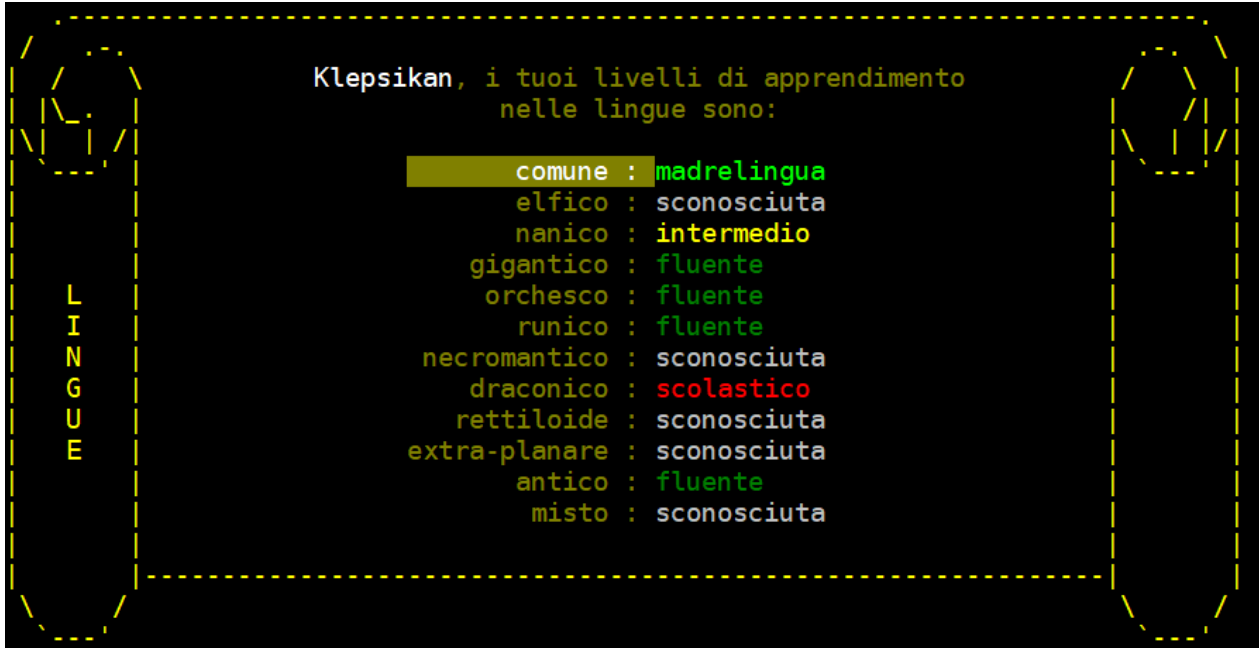 Klepsikan, i tuoi livelli di apprendimento
nelle lingue sono:
comune : madrelingua
elfico : sconosciuta
nanico : intermedio
gigantico : fluente
orchesco : fluente
runico : fluente
necromantico : sconosciuta
draconico : scolastico
rettiloide : sconosciuta
extra-planare : sconosciuta
antico : fluente
misto : sconosciuta
LINGUE